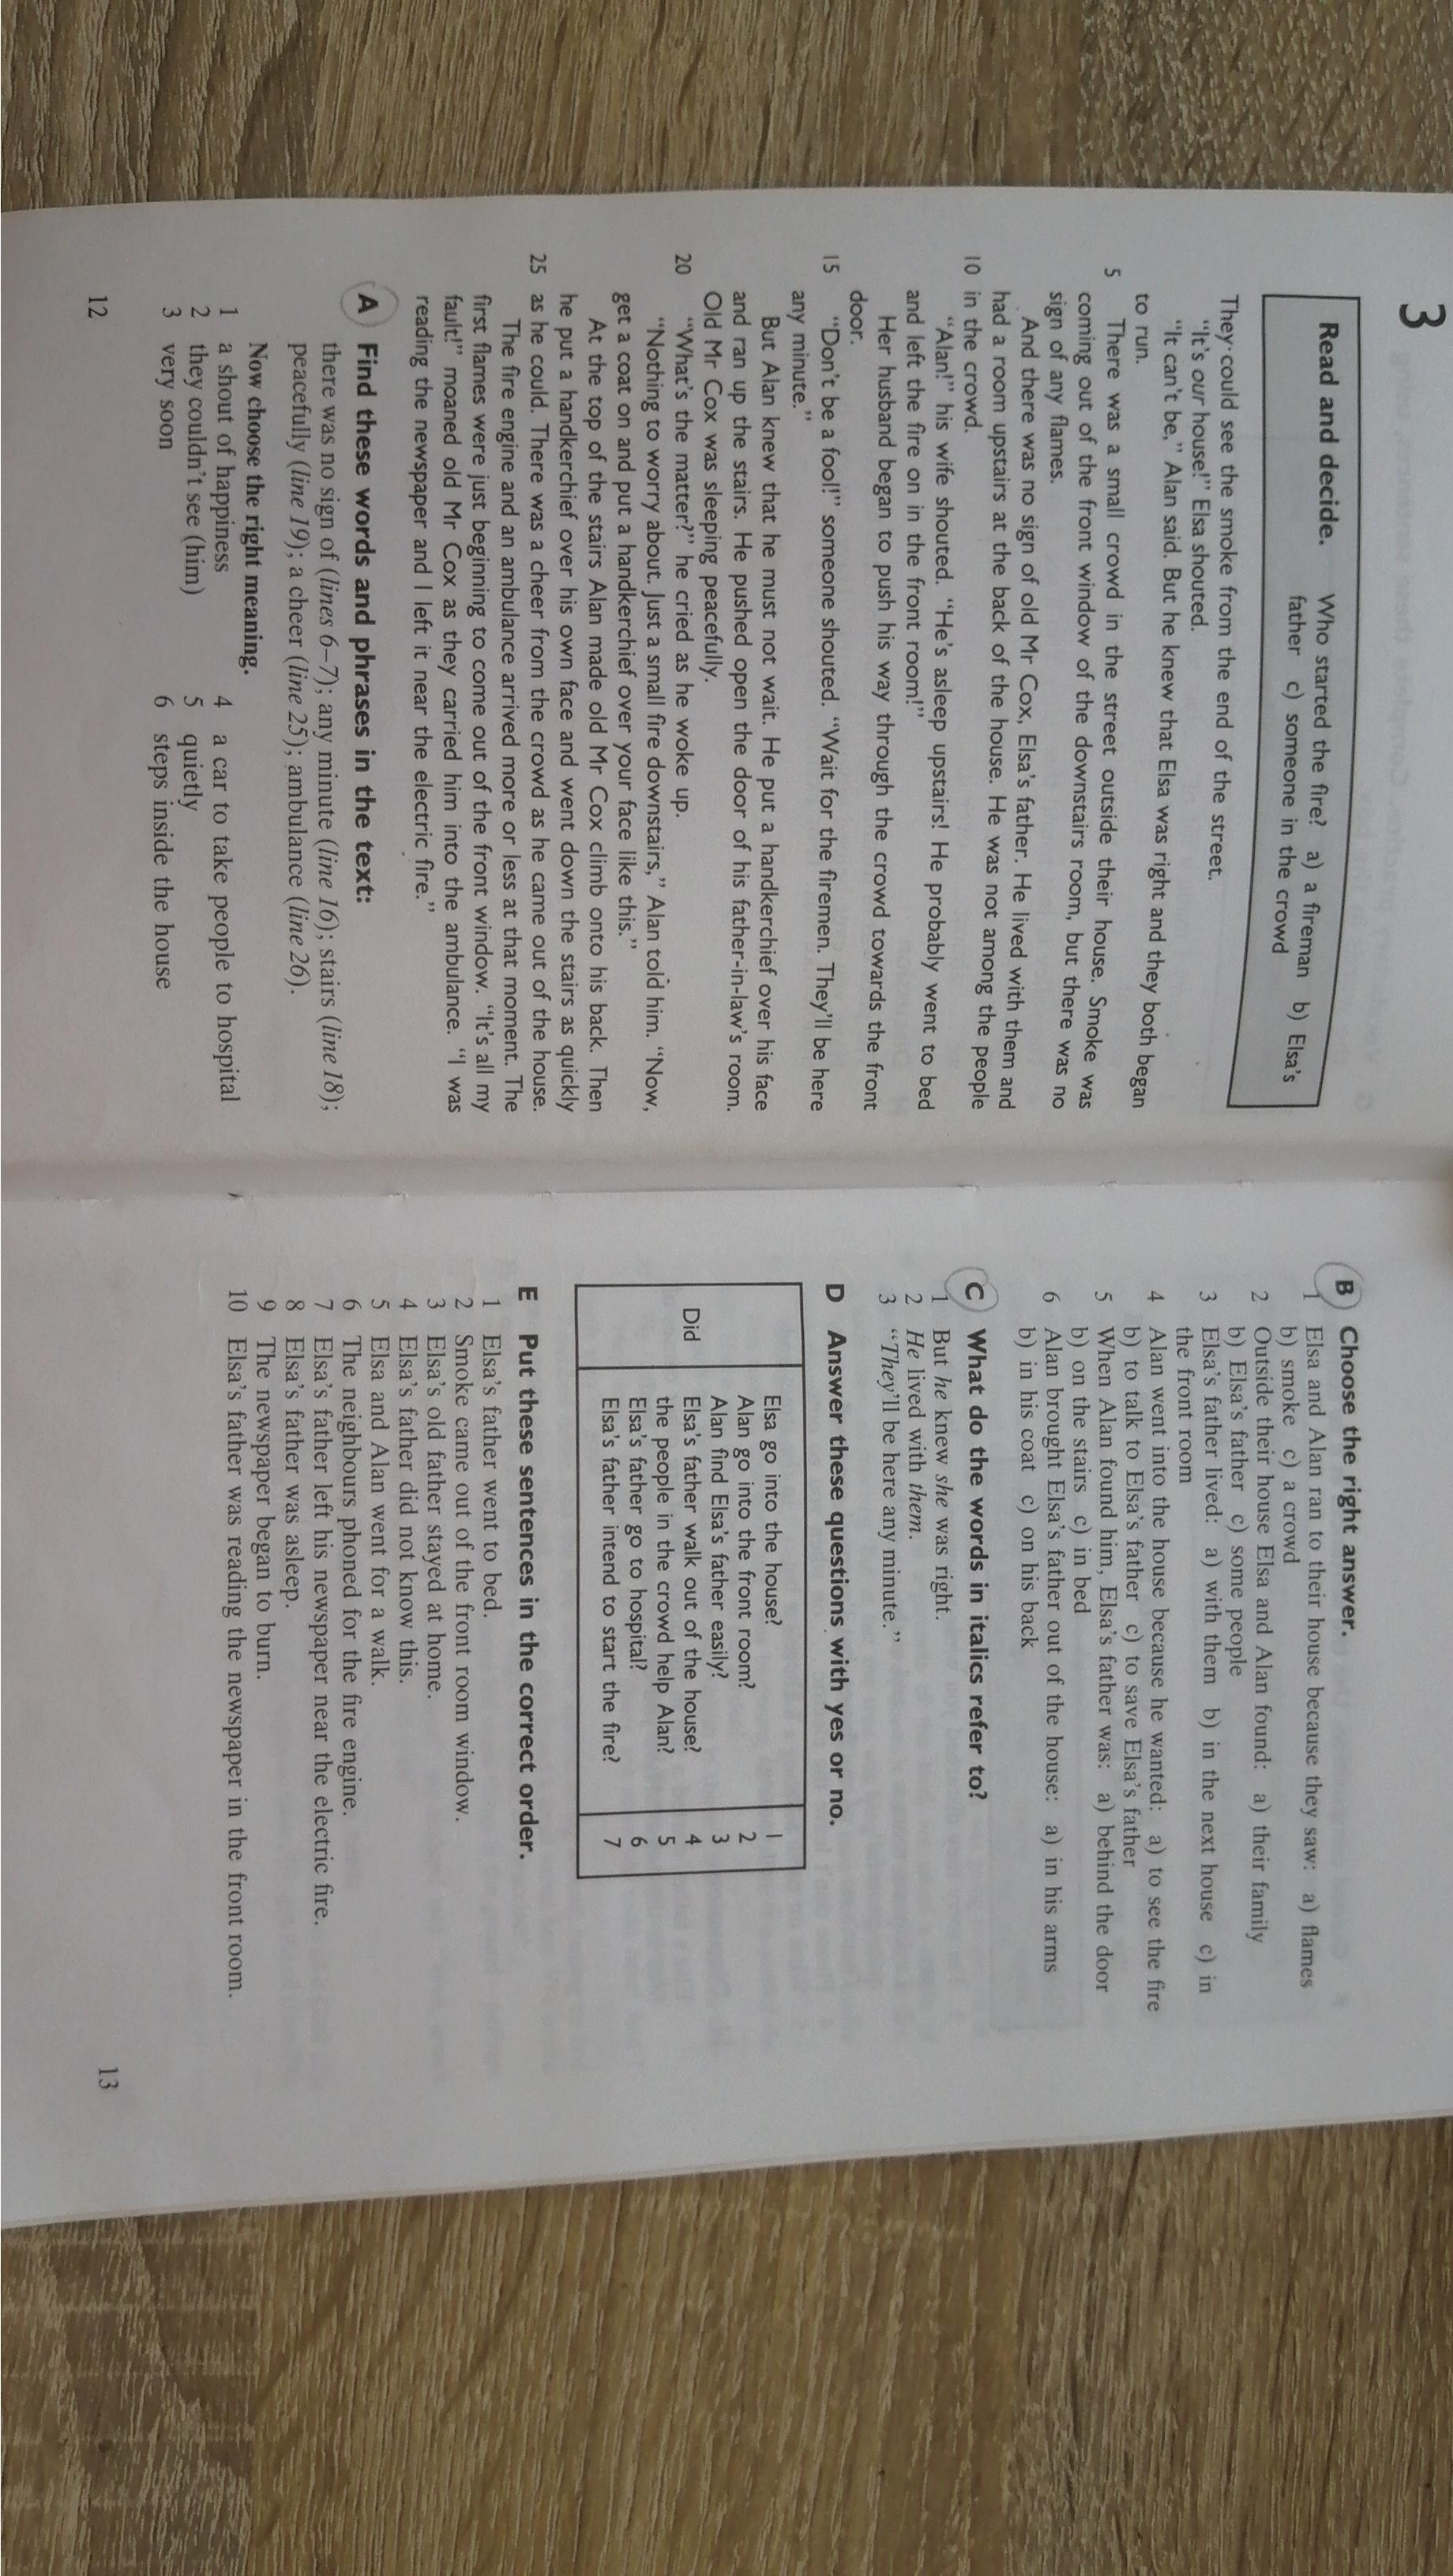 3
Read and decide. Who started the fire? a) a fireman b) Elsa's
father c) someone in the crowd
They could see the smoke from the end of the street.
"It's our house!" Elsa shouted.
"It can't be," Alan said. But he knew that Elsa was right and they both began
to run.
5 There was a small crowd in the street outside their house. Smoke was
coming out of the front window of the downstairs room, but there was no
sign of any flames.
And there was no sign of old Mr Cox, Elsa's father. He lived with them and
had a room upstairs at the back of the house. He was not among the people
10 in the crowd.
"Alan!" his wife shouted. "He's asleep upstairs! He probably went to bed
and left the fire on in the front room!"
Her husband began to push his way through the crowd towards the front
door.
15 "Don't be a fool!" someone shouted. "Wait for the firemen. They'll be here
any minute."
But Alan knew that he must not wait. He put a handkerchief over his face
and ran up the stairs. He pushed open the door of his father-in-law's room.
Old Mr Cox was sleeping peacefully.
20 "What's the matter?" he cried as he woke up.
"Nothing to worry about. Just a small fire downstairs," Alan told him. "Now,
get a coat on and put a handkerchief over your face like this."
At the top of the stairs Alan made old Mr Cox climb onto his back. Then
he put a handkerchief over his own face and went down the stairs as quickly
25 as he could. There was a cheer from the crowd as he came out of the house.
The fire engine and an ambulance arrived more or less at that moment. The
first flames were just beginning to come out of the front window. "It's all my
fault!" moaned old Mr Cox as they carried him into the ambulance. "I was
reading the newspaper and I left it near the electric fire."
A Find these words and phrases in the text:
there was no sign of (lines 6–7); any minute (line 16); stairs (line 18);
peacefully (line 19); a cheer (line 25); ambulance (line 26).
Now choose the right meaning.
1 a shout of happiness
2 they couldn't see (him)
3 very soon
4 a car to take people to hospital
5 quietly
6 steps inside the house
12
B Choose the right answer.
1 Elsa and Alan ran to their house because they saw: a) flames
b) smoke c) a crowd
2 Outside their house Elsa and Alan found: a) their family
b) Elsa's father c) some people
3 Elsa's father lived: a) with them b) in the next house c) in
the front room
4 Alan went into the house because he wanted: a) to see the fire
b) to talk to Elsa's father c) to save Elsa's father
5 When Alan found him, Elsa's father was: a) behind the door
b) on the stairs c) in bed
6 Alan brought Elsa's father out of the house: a) in his arms
b) in his coat c) on his back
C What do the words in italics refer to?
1 But he knew she was right.
2 He lived with them.
3 "They'll be here any minute."
D Answer these questions with yes or no.
Did
Elsa go into the house? 1
Alan go into the front room? 2
Alan find Elsa's father easily? 3
Elsa's father walk out of the house? 4
the people in the crowd help Alan? 5
Elsa's father go to hospital? 6
Elsa's father intend to start the fire? 7
E Put these sentences in the correct order.
1 Elsa's father went to bed.
2 Smoke came out of the front room window.
3 Elsa's old father stayed at home.
4 Elsa's father did not know this.
5 Elsa and Alan went for a walk.
6 The neighbours phoned for the fire engine.
7 Elsa's father left his newspaper near the electric fire.
8 Elsa's father was asleep.
9 The newspaper began to burn.
10 Elsa's father was reading the newspaper in the front room.
13